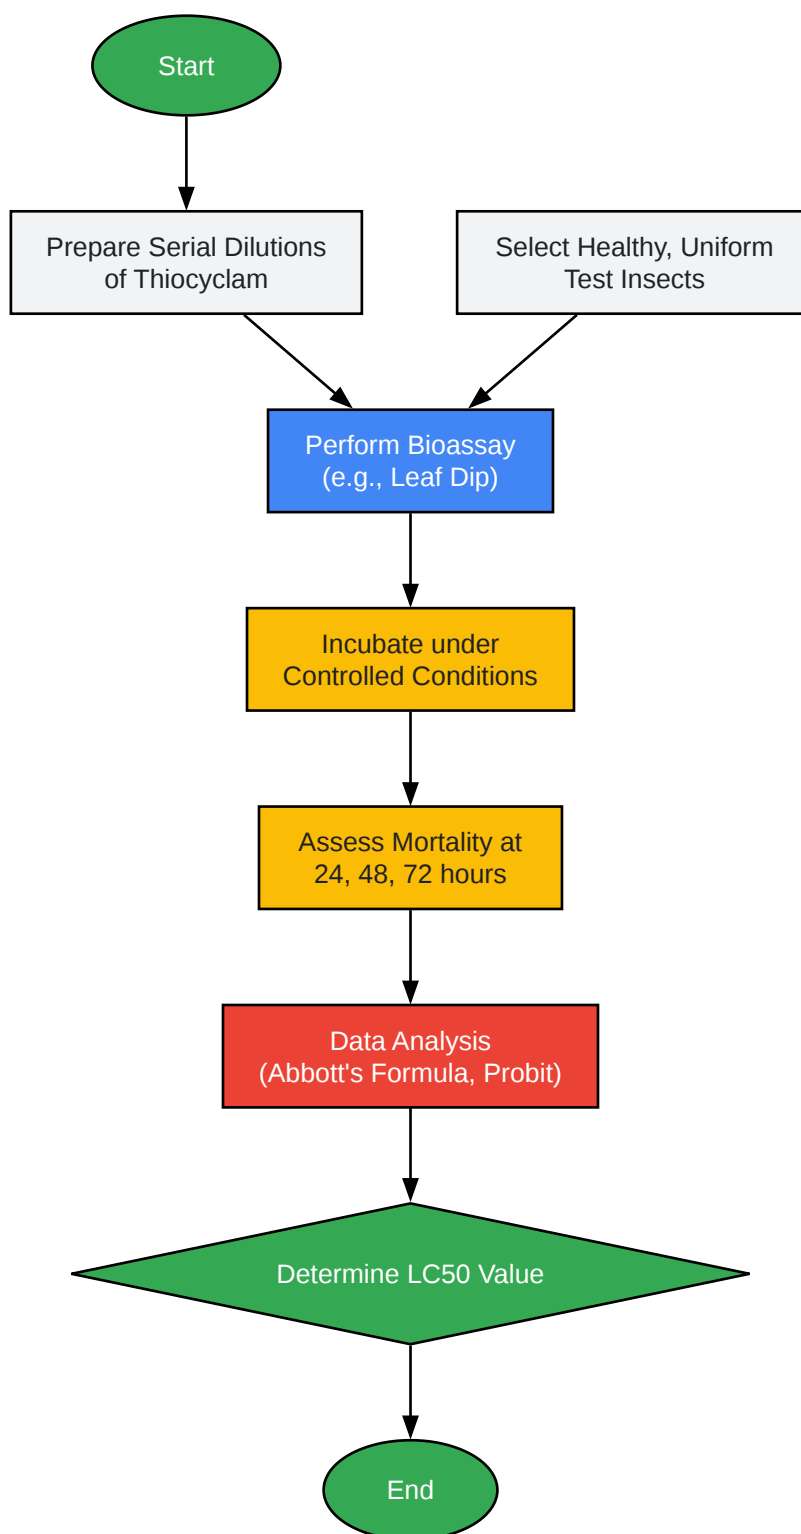 Start
Prepare Serial Dilutions
of Thiocyclam
Select Healthy, Uniform
Test Insects
Perform Bioassay
(e.g., Leaf Dip)
Incubate under
Controlled Conditions
Assess Mortality at
24, 48, 72 hours
Data Analysis
(Abbott's Formula, Probit)
Determine LC50 Value
End